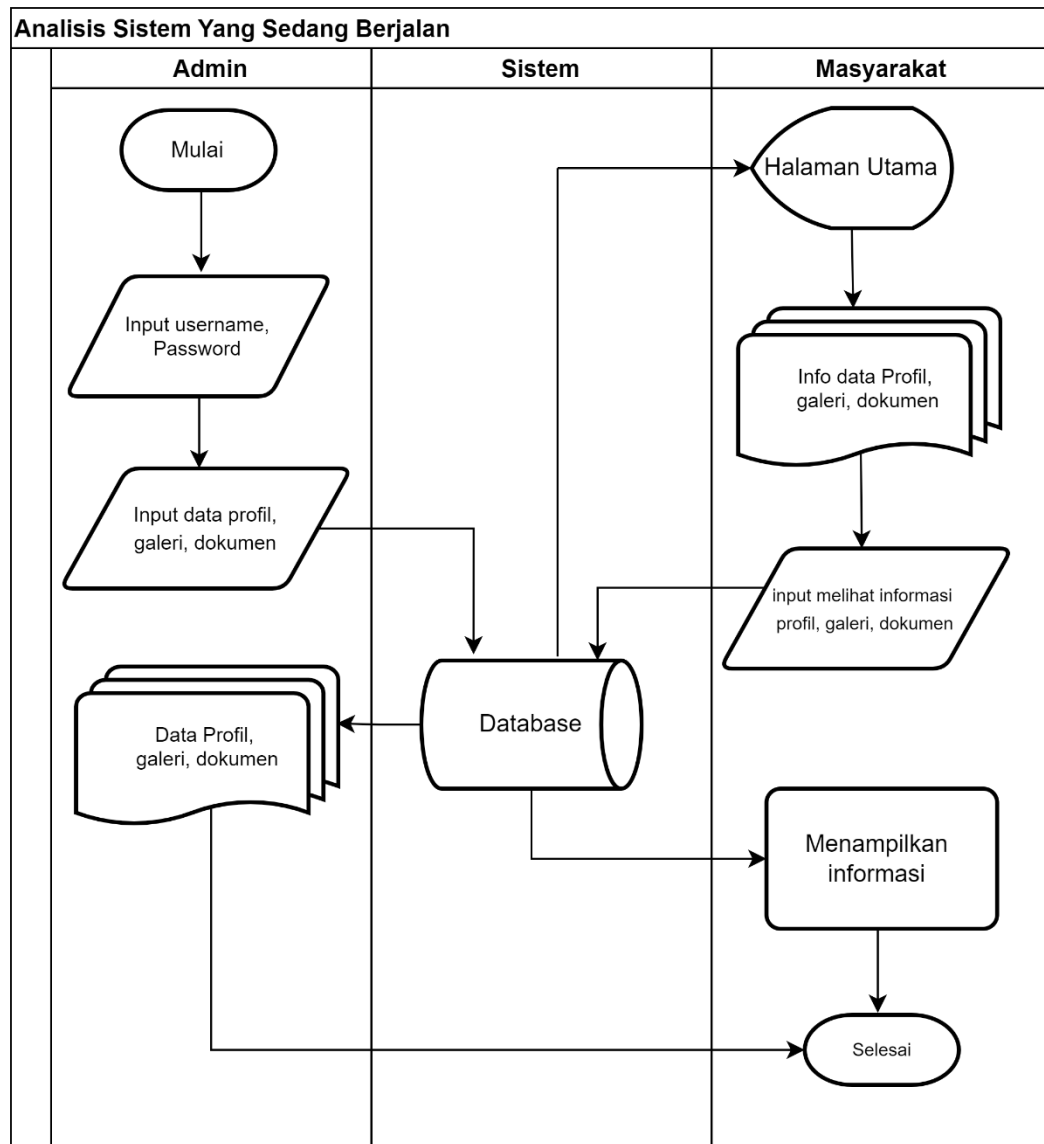 Analisis Sistem Yang Sedang Berjalan
Admin
Sistem
Masyarakat
Mulai
Halaman Utama
Input username,
Password
Info data Profil,
galeri, dokumen
Input data profil,
galeri, dokumen
input melihat informasi
profil, galeri, dokumen
Data Profil,
galeri, dokumen
Database
Menampilkan
informasi
Selesai